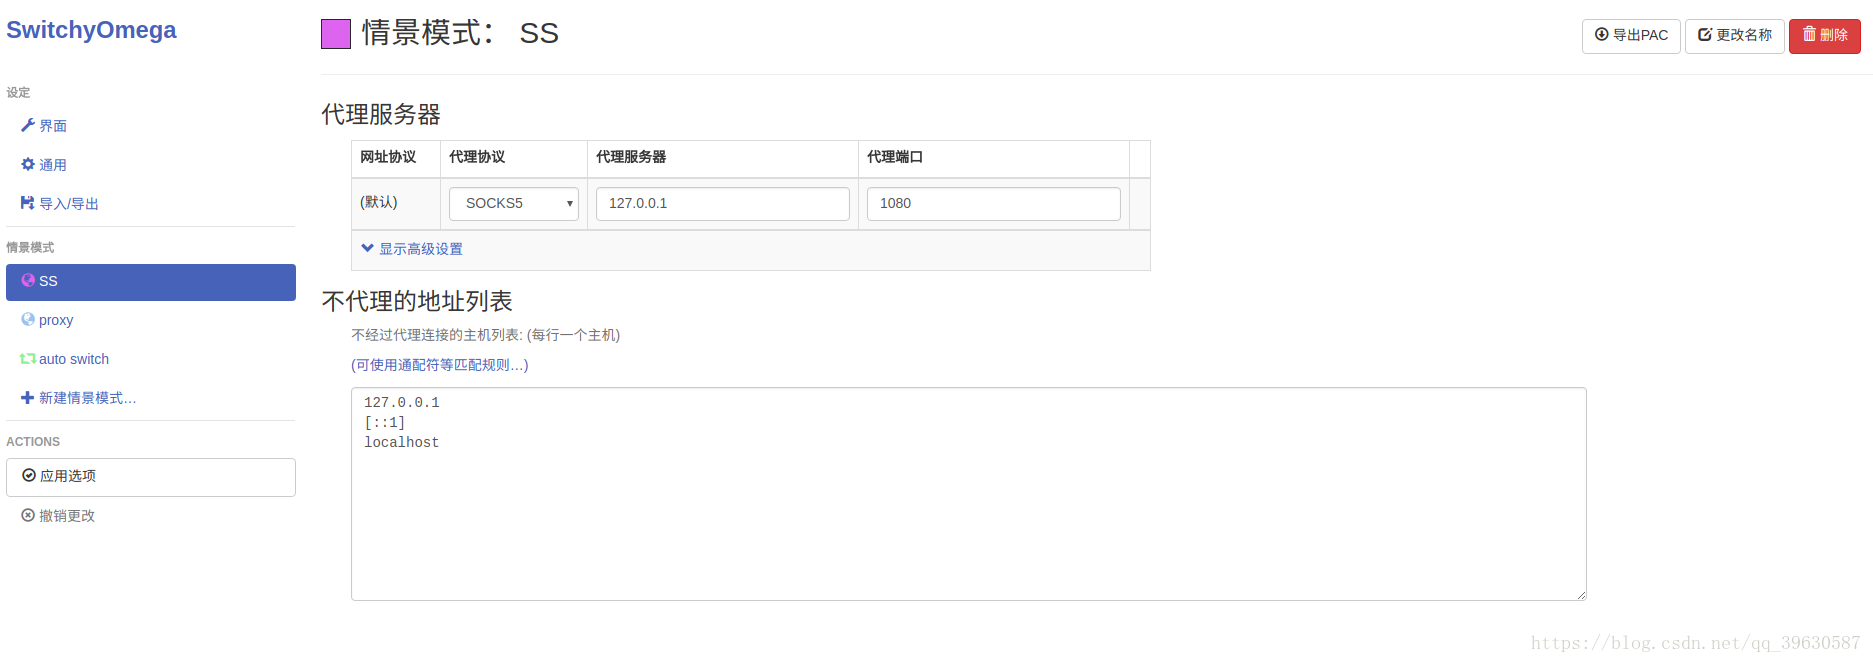 SwitchyOmega
设定
界面
通用
导入/导出
情景模式
SS
proxy
auto switch
新建情景模式…
ACTIONS
应用选项
撤销更改
情景模式： SS
导出PAC
更改名称
删除
代理服务器
网址协议 代理协议 代理服务器 代理端口
(默认) SOCKS5 127.0.0.1 1080
显示高级设置
不代理的地址列表
不经过代理连接的主机列表: (每行一个主机)
(可使用通配符等匹配规则…)
127.0.0.1
[::1]
localhost
https://blog.csdn.net/qq_39630587